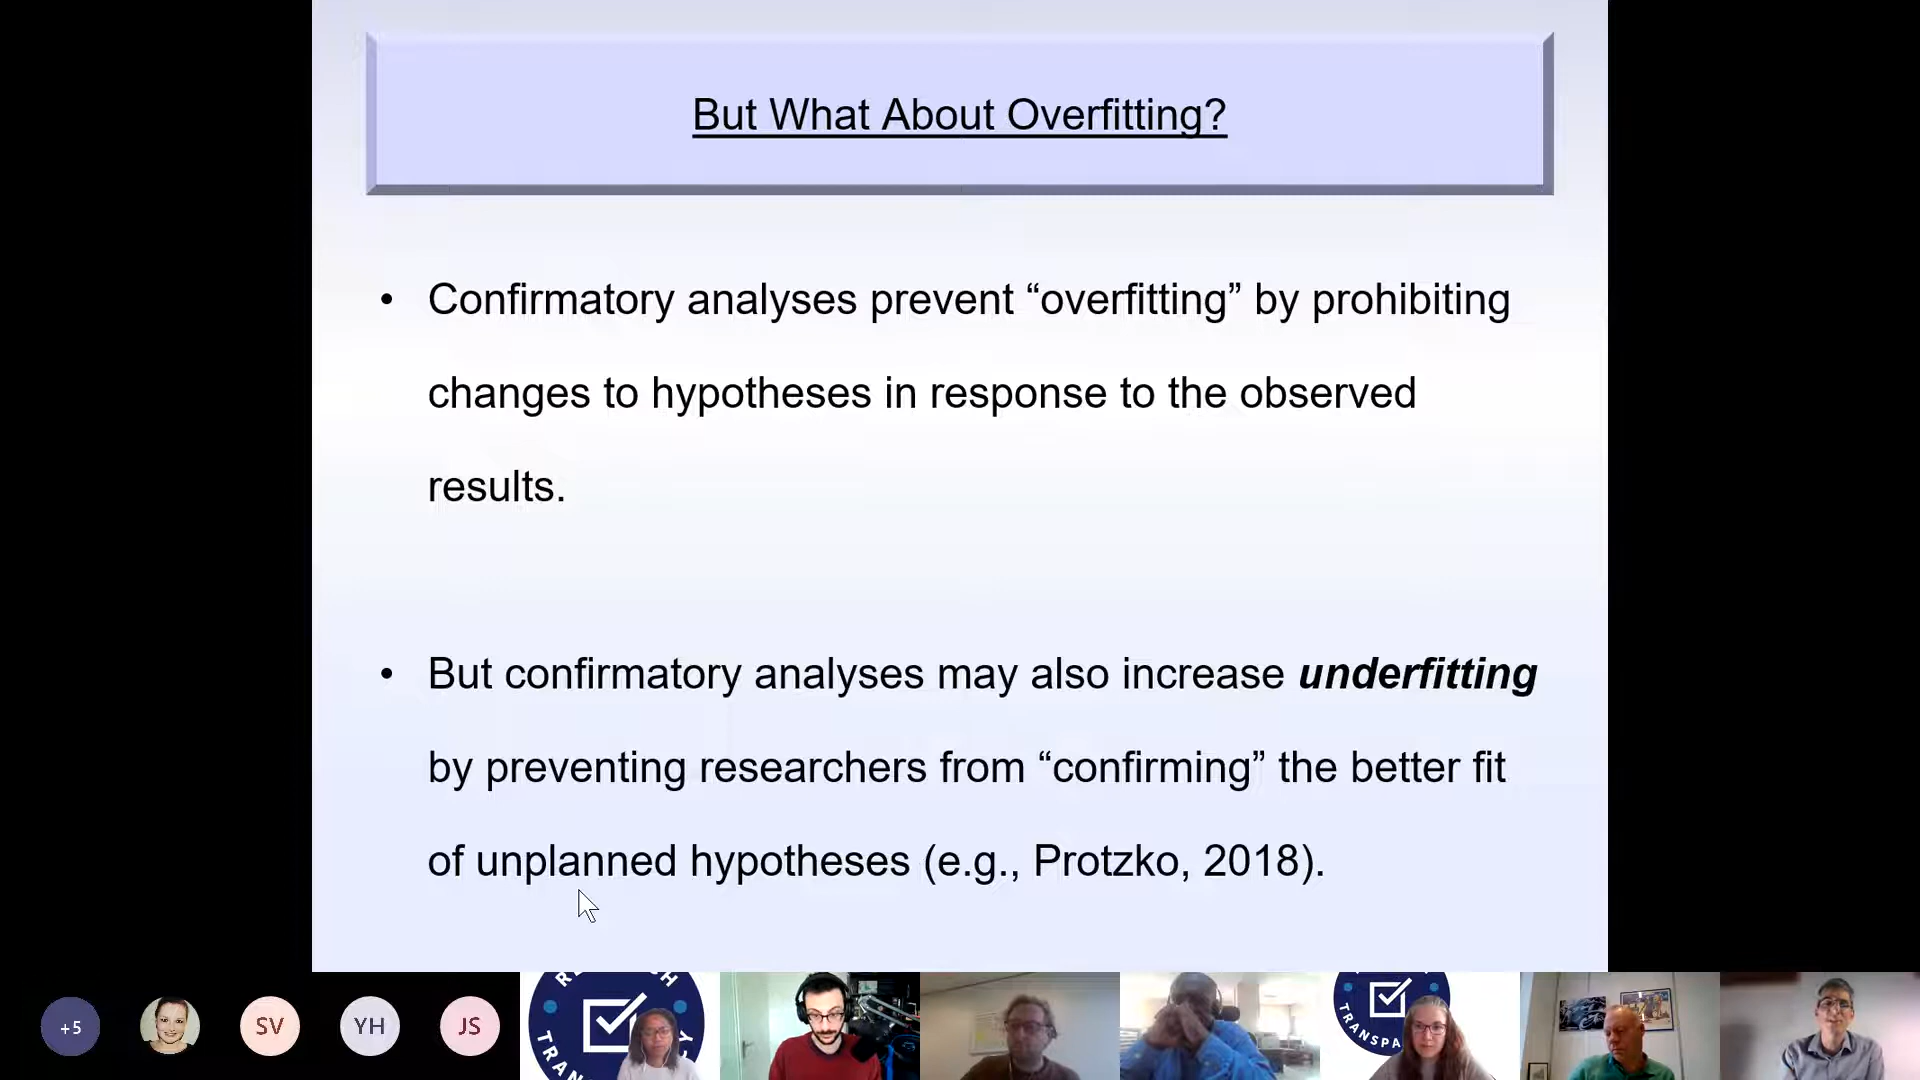 But What About Overfitting?
• Confirmatory analyses prevent “overfitting” by prohibiting
changes to hypotheses in response to the observed
results.
• But confirmatory analyses may also increase underfitting
by preventing researchers from “confirming” the better fit
of unplanned hypotheses (e.g., Protzko, 2018).
+5
SV
YH
JS